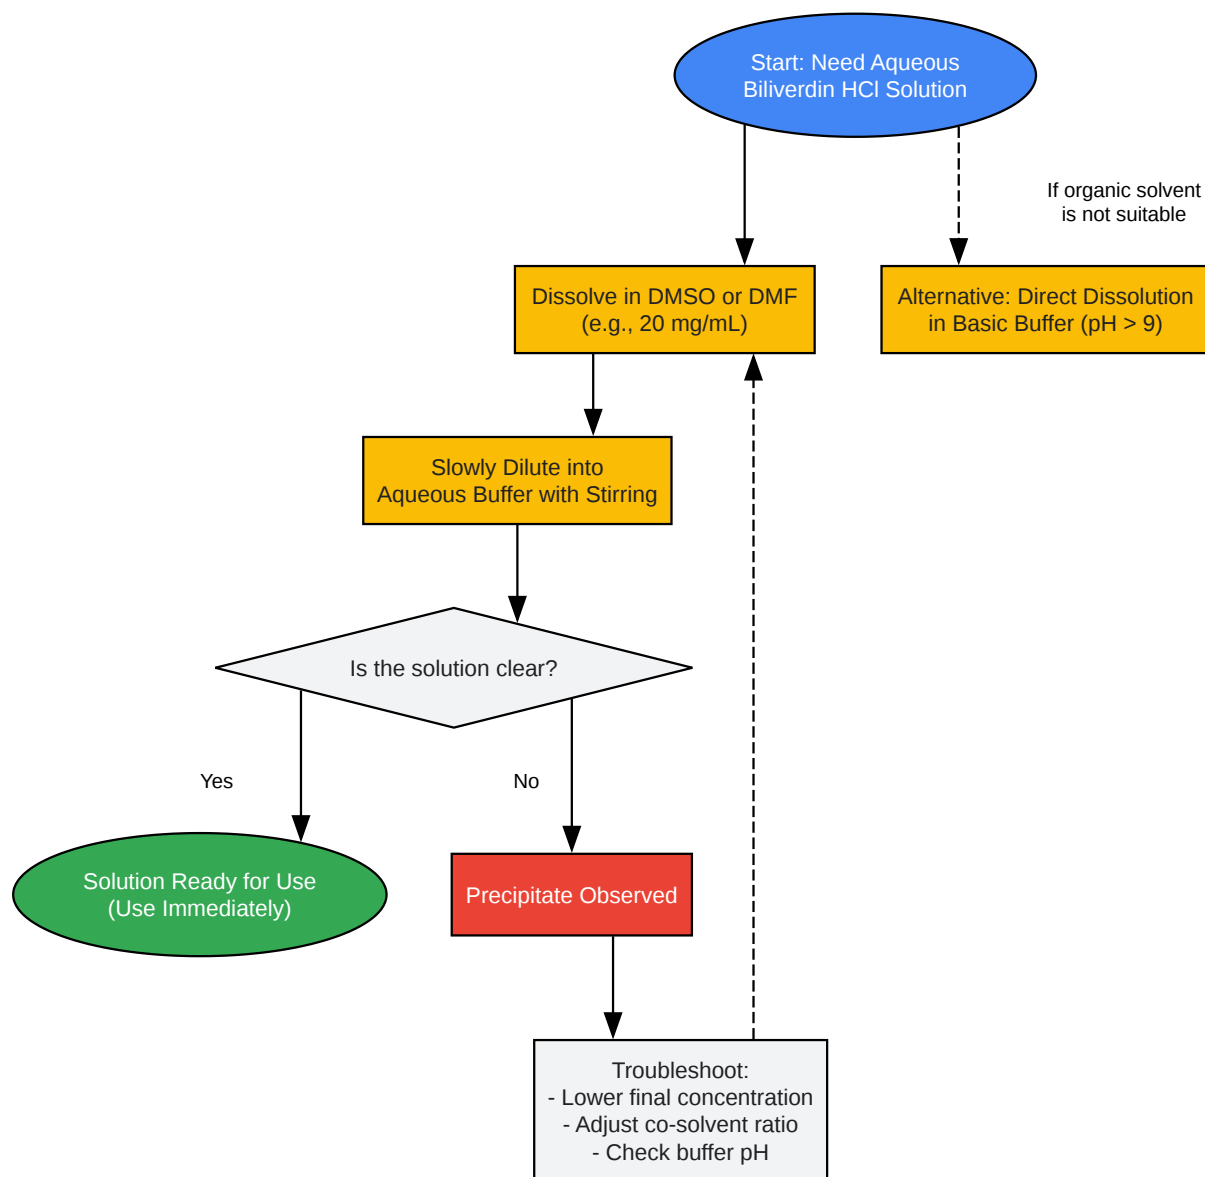 Start: Need Aqueous
Biliverdin HCl Solution
If organic solvent
is not suitable
Dissolve in DMSO or DMF
(e.g., 20 mg/mL)
Alternative: Direct Dissolution
in Basic Buffer (pH > 9)
Slowly Dilute into
Aqueous Buffer with Stirring
Is the solution clear?
Yes
No
Solution Ready for Use
(Use Immediately)
Precipitate Observed
Troubleshoot:
- Lower final concentration
- Adjust co-solvent ratio
- Check buffer pH